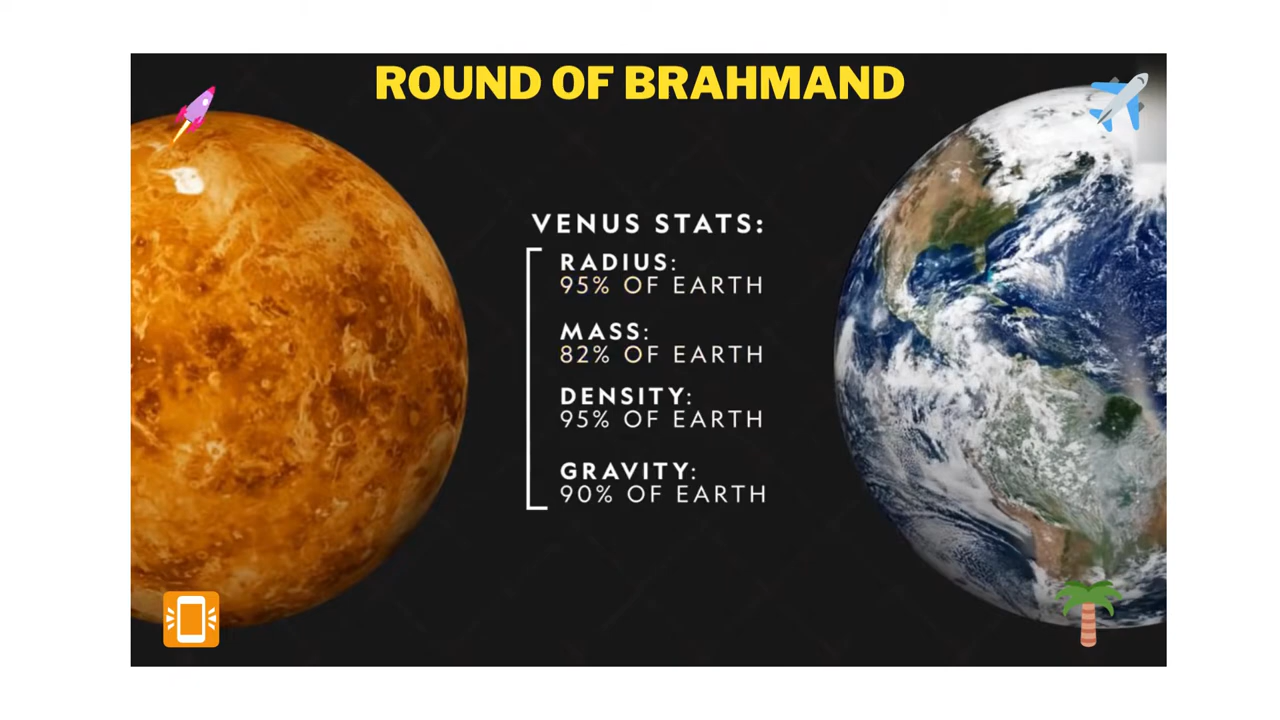 ROUND OF BRAHMAND
VENUS STATS:
RADIUS:
95% OF EARTH
MASS:
82% OF EARTH
DENSITY:
95% OF EARTH
GRAVITY:
90% OF EARTH